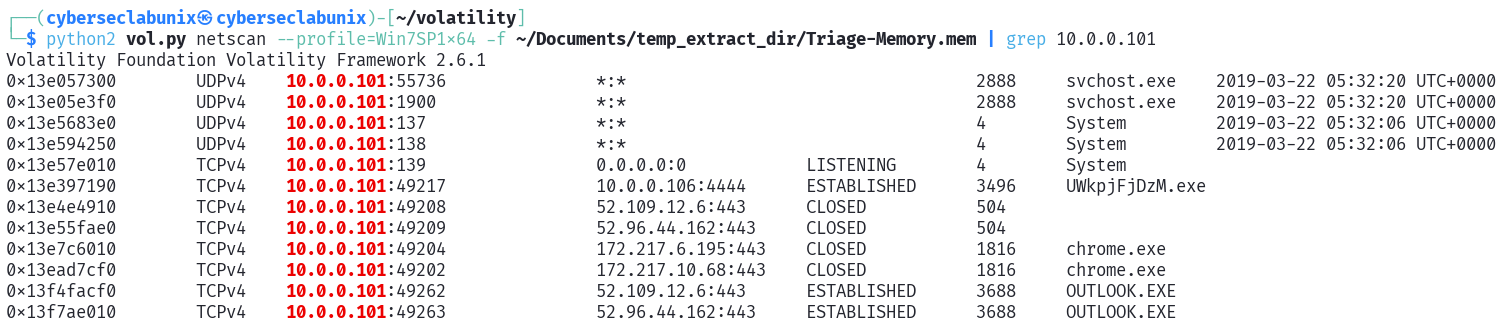 ┌──(cyberseclabunix㉿cyberseclabunix)-[~/volatility]
└─$ python2 vol.py netscan --profile=Win7SP1x64 -f ~/Documents/temp_extract_dir/Triage-Memory.mem | grep 10.0.0.101
Volatility Foundation Volatility Framework 2.6.1
0x13e057300 UDPv4 10.0.0.101:55736 *:* 2888 svchost.exe 2019-03-22 05:32:20 UTC+0000
0x13e05e3f0 UDPv4 10.0.0.101:1900 *:* 2888 svchost.exe 2019-03-22 05:32:20 UTC+0000
0x13e5683e0 UDPv4 10.0.0.101:137 *:* 4 System 2019-03-22 05:32:06 UTC+0000
0x13e594250 UDPv4 10.0.0.101:138 *:* 4 System 2019-03-22 05:32:06 UTC+0000
0x13e57e010 TCPv4 10.0.0.101:139 0.0.0.0:0 LISTENING 4 System
0x13e397190 TCPv4 10.0.0.101:49217 10.0.0.106:4444 ESTABLISHED 3496 UWkpjFjDzM.exe
0x13e4e4910 TCPv4 10.0.0.101:49208 52.109.12.6:443 CLOSED 504
0x13e55fae0 TCPv4 10.0.0.101:49209 52.96.44.162:443 CLOSED 504
0x13e7c6010 TCPv4 10.0.0.101:49204 172.217.6.195:443 CLOSED 1816 chrome.exe
0x13ead7cf0 TCPv4 10.0.0.101:49202 172.217.10.68:443 CLOSED 1816 chrome.exe
0x13f4facf0 TCPv4 10.0.0.101:49262 52.109.12.6:443 ESTABLISHED 3688 OUTLOOK.EXE
0x13f7ae010 TCPv4 10.0.0.101:49263 52.96.44.162:443 ESTABLISHED 3688 OUTLOOK.EXE